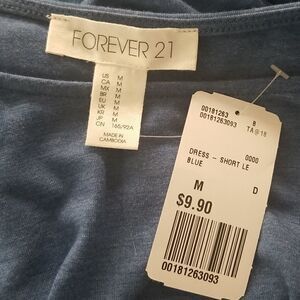 FOREVER 21
US M
CA M
MX M
BR M
EU M
UK M
KR M
JP M
CN 165/92A
MADE IN
CAMBODIA
00181263 8
00181263093 TA@18
DRESS - SHORT LE 0000
BLUE
M D
$9.90
00181263093